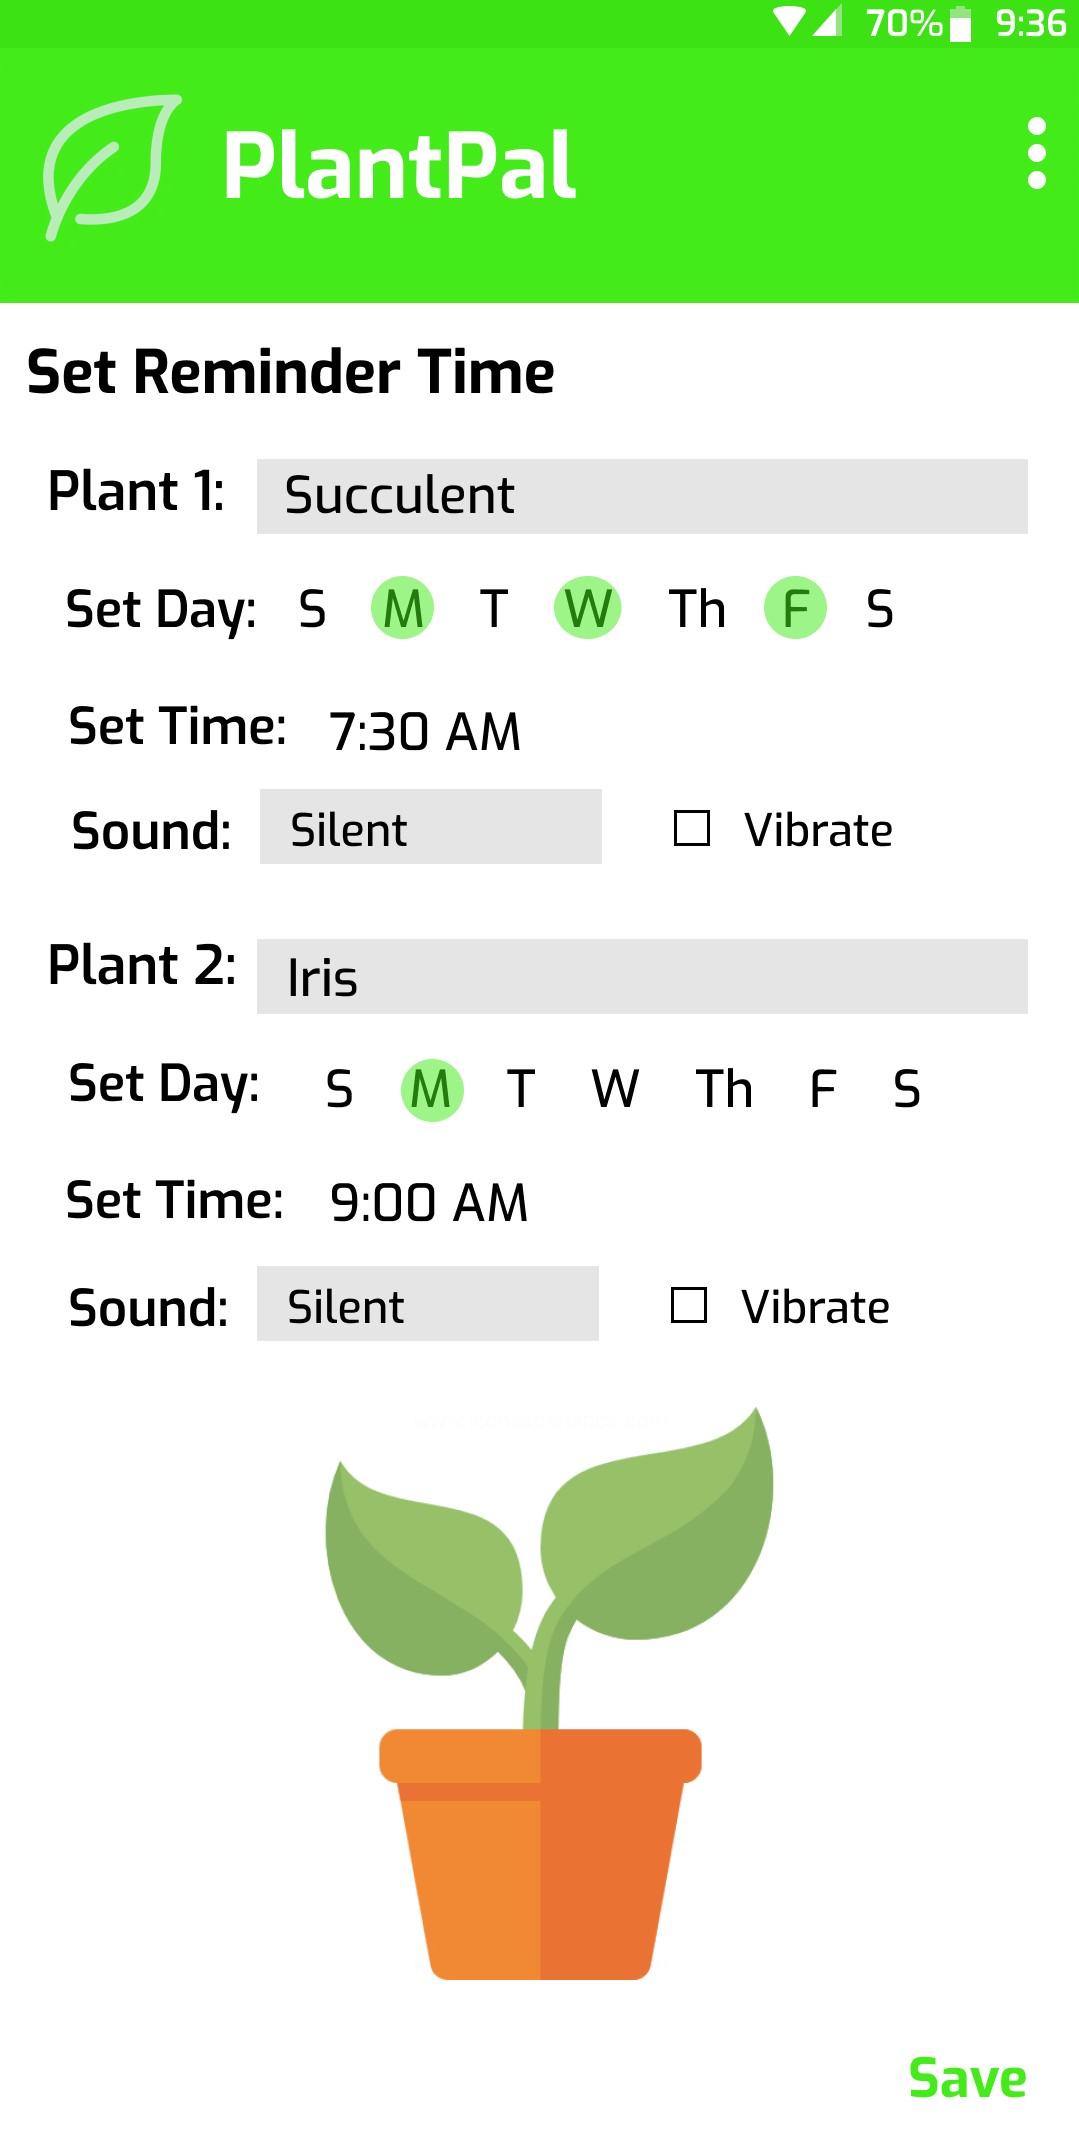 70% 9:36
PlantPal
Set Reminder Time
Plant 1: Succulent
Set Day: S M T W Th F S
Set Time: 7:30 AM
Sound: Silent Vibrate
Plant 2: Iris
Set Day: S M T W Th F S
Set Time: 9:00 AM
Sound: Silent Vibrate
Save